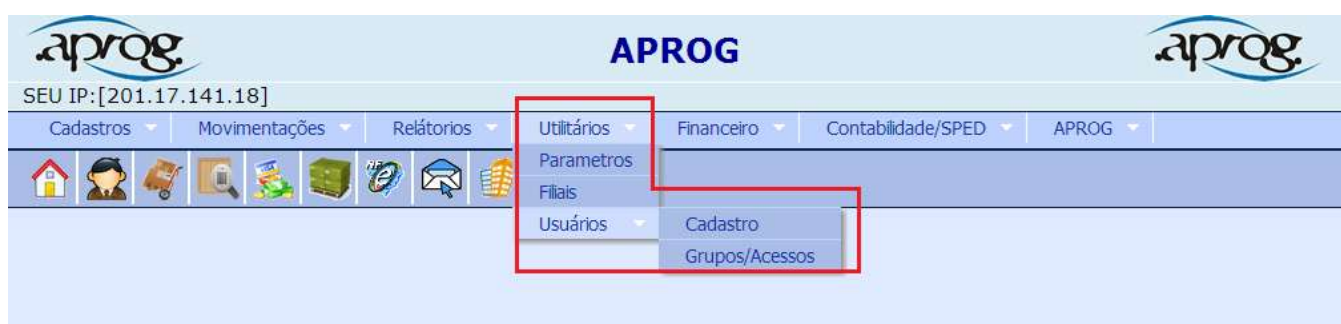 aprog. APROG aprog.
SEU IP:[201.17.141.18]
Cadastros Movimentações Relátorios Utilitários Financeiro Contabilidade/SPED APROG
Parametros
Filiais
Usuários Cadastro
Grupos/Acessos